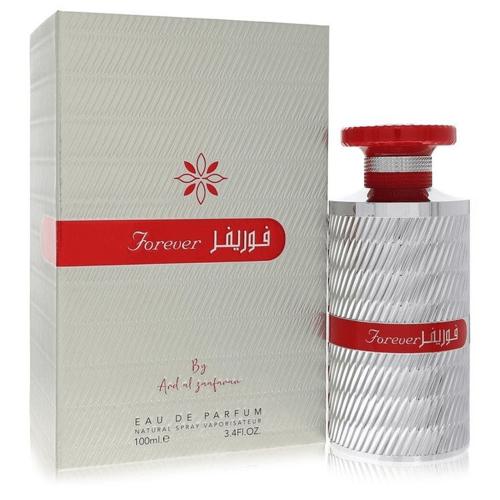 Forever فوريفر
By
Ard al zaafaran
EAU DE PARFUM
NATURAL SPRAY VAPORISATEUR
100ml.e 3.4FL.OZ.
Forever فوريفر